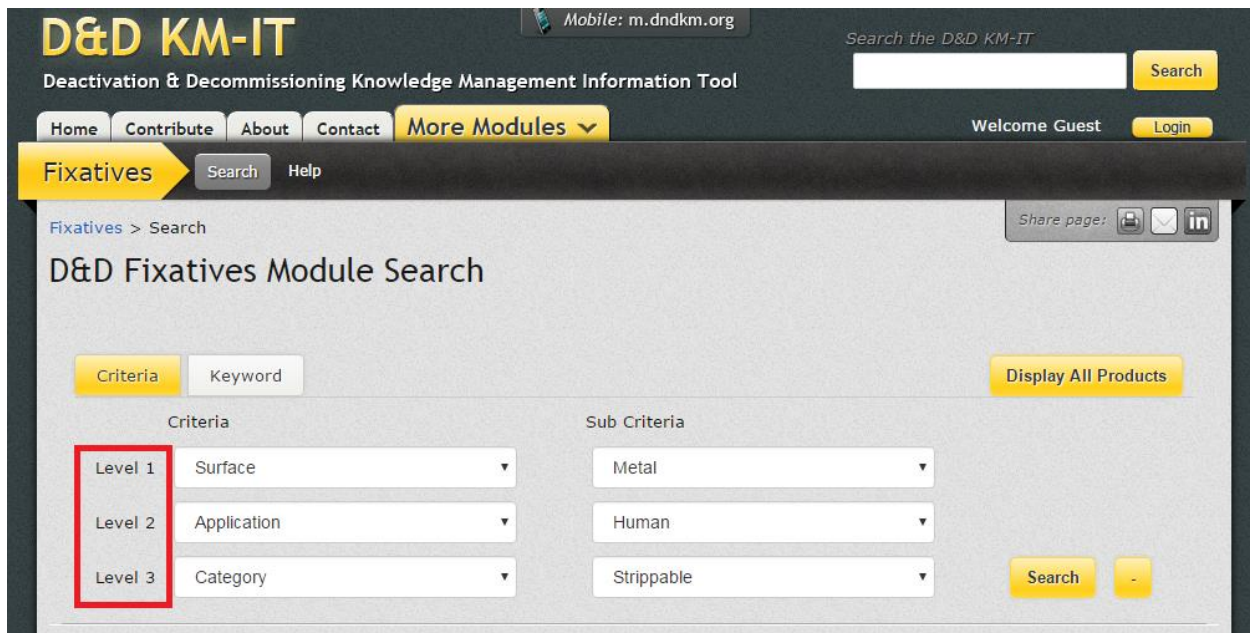 D&D KM-IT
Mobile: m.dndkm.org
Search the D&D KM-IT
Deactivation & Decommissioning Knowledge Management Information Tool
Search
Home Contribute About Contact More Modules
Welcome Guest Login
Fixatives Search Help
Fixatives > Search
Share page: in
D&D Fixatives Module Search
Criteria Keyword Display All Products
Criteria Sub Criteria
Level 1 Surface Metal
Level 2 Application Human
Level 3 Category Strippable Search -